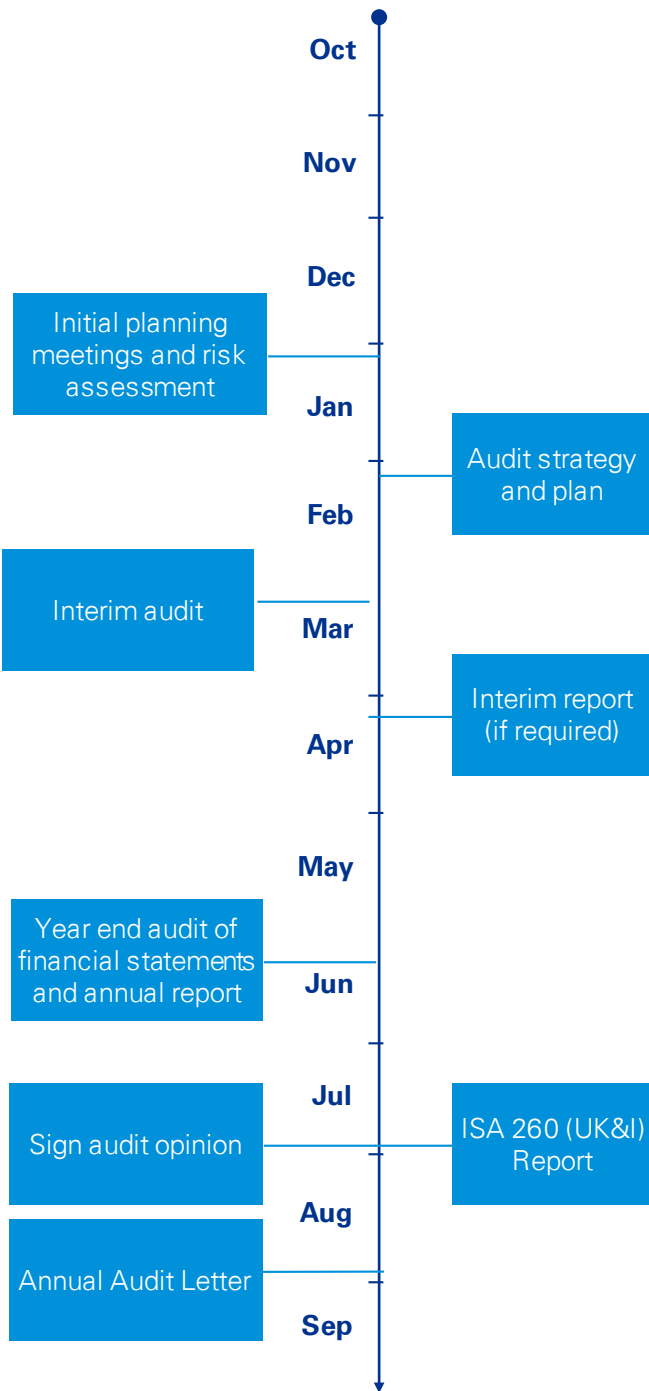 Oct
Nov
Dec
Initial planning
meetings and risk
assessment
Jan
Audit strategy
and plan
Feb
Interim audit
Mar
Interim report
(if required)
Apr
May
Year end audit of
financial statements
and annual report
Jun
Jul
Sign audit opinion
ISA 260 (UK&I)
Report
Aug
Annual Audit Letter
Sep